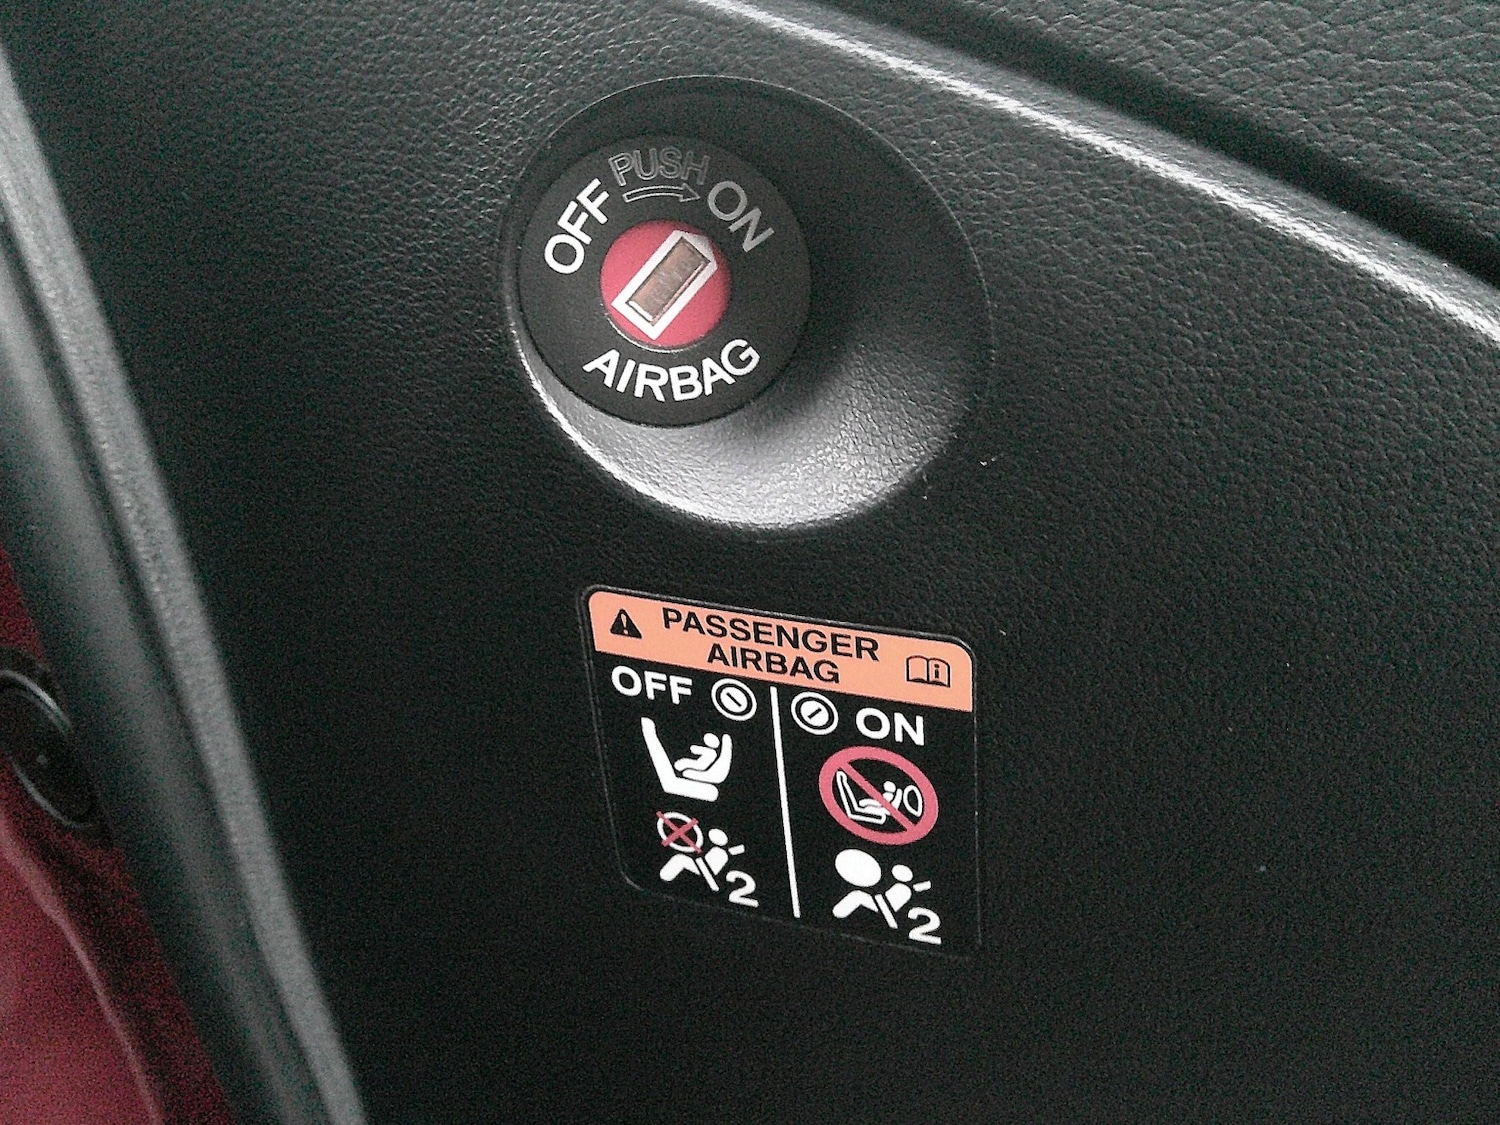 PUSH
OFF ON
AIRBAG
PASSENGER
AIRBAG
OFF ON
2 2